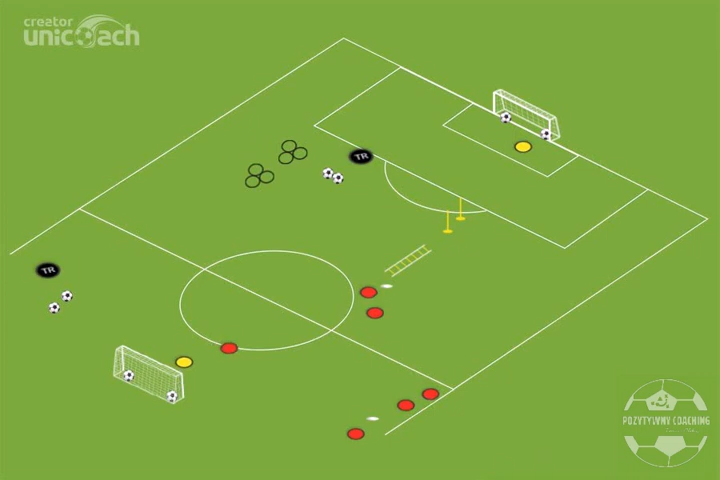 creator
unicoach
TR
TR
POZYTYWNY COACHING